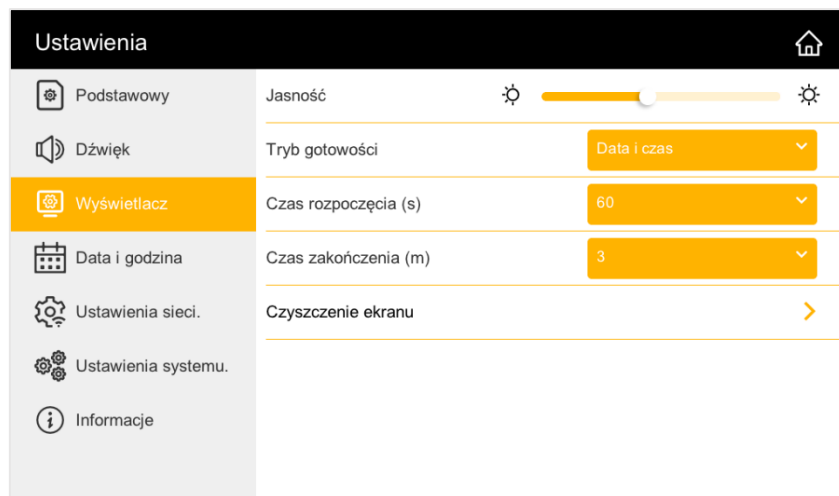 Ustawienia
Podstawowy
Dźwięk
Wyświetlacz
Data i godzina
Ustawienia sieci.
Ustawienia systemu.
Informacje
Jasność
Tryb gotowości
Data i czas
Czas rozpoczęcia (s)
60
Czas zakończenia (m)
3
Czyszczenie ekranu